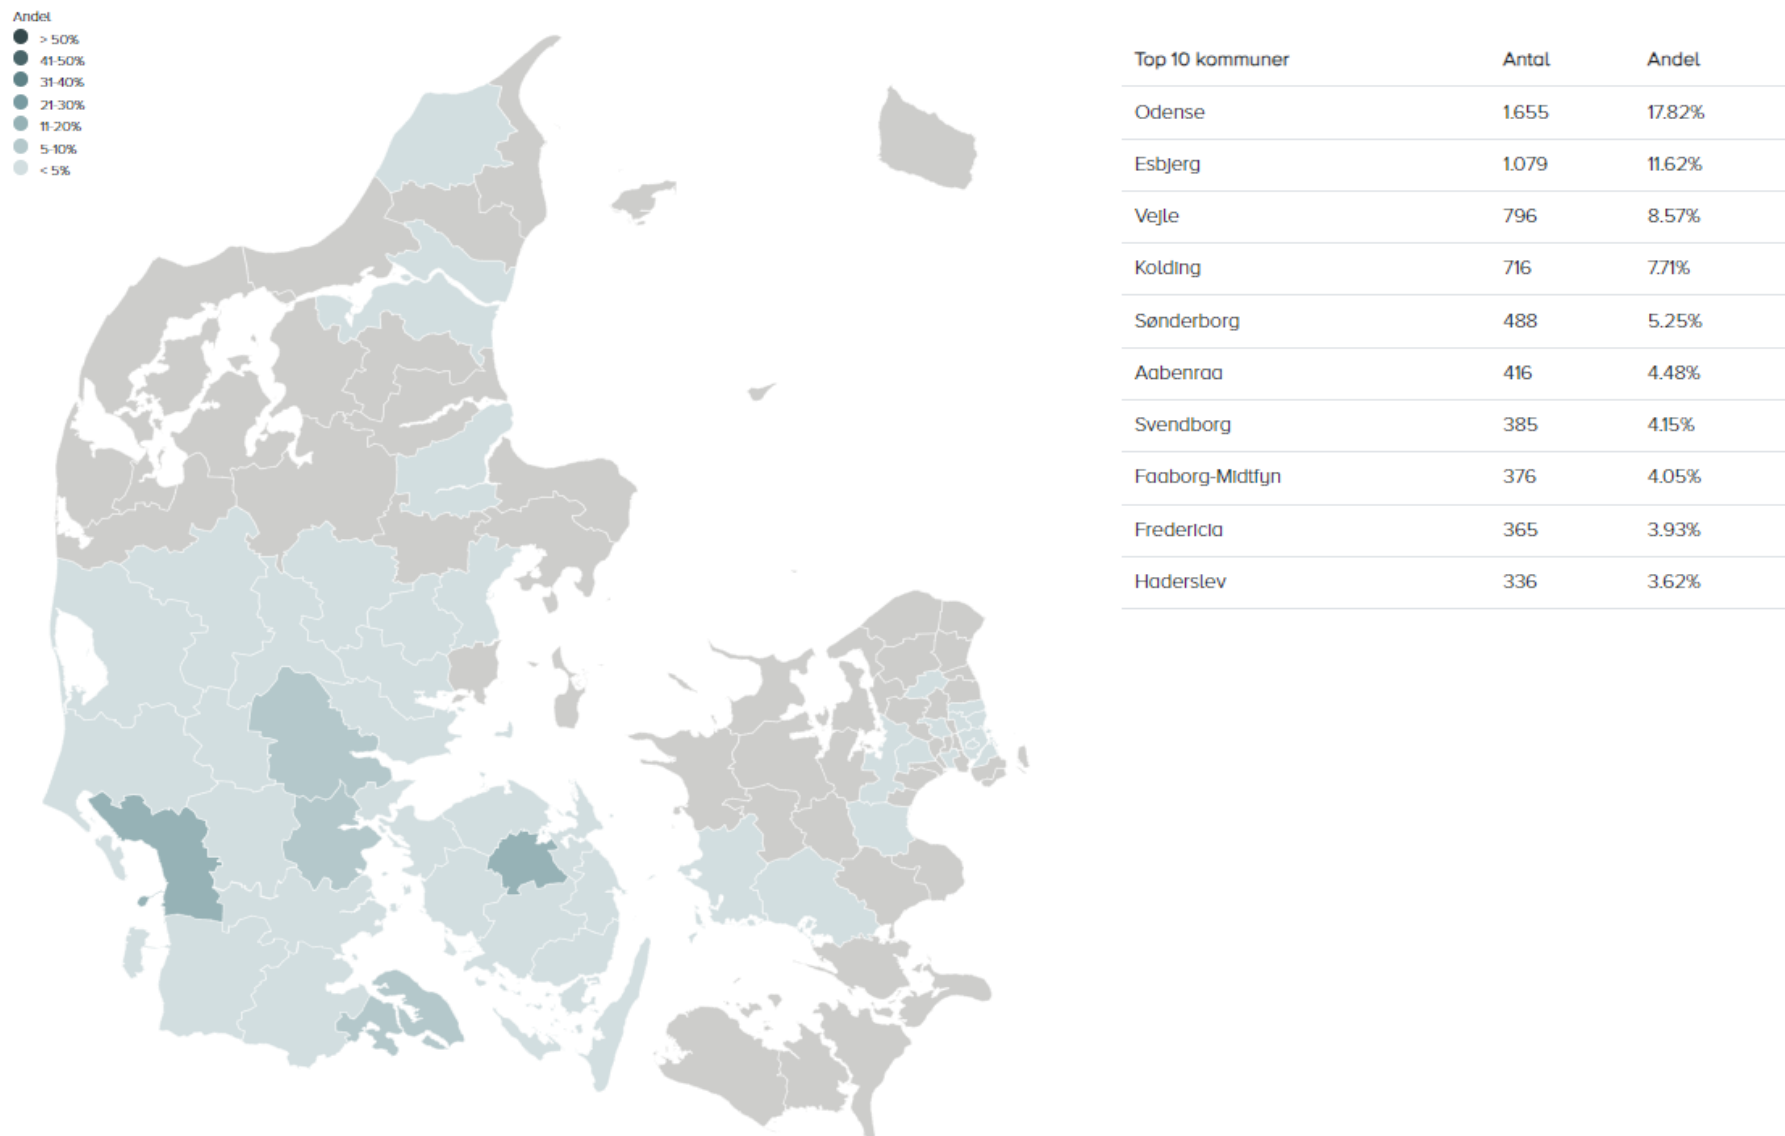 Andel
> 50%
41-50%
31-40%
21-30%
11-20%
5-10%
< 5%
Top 10 kommuner Antal Andel
Odense 1.655 17.82%
Esbjerg 1.079 11.62%
Vejle 796 8.57%
Kolding 716 7.71%
Sønderborg 488 5.25%
Aabenraa 416 4.48%
Svendborg 385 4.15%
Faaborg-Midtfyn 376 4.05%
Fredericia 365 3.93%
Haderslev 336 3.62%